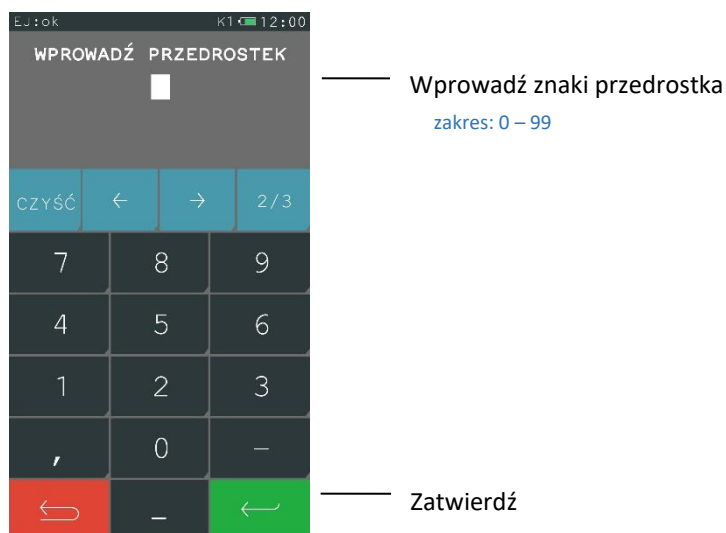 EJ:ok K1 12:00
WPROWADŹ PRZEDROSTEK
Wprowadź znaki przedrostka
zakres: 0 – 99
CZYŚĆ ← → 2/3
7 8 9
4 5 6
1 2 3
, 0 –
_
Zatwierdź